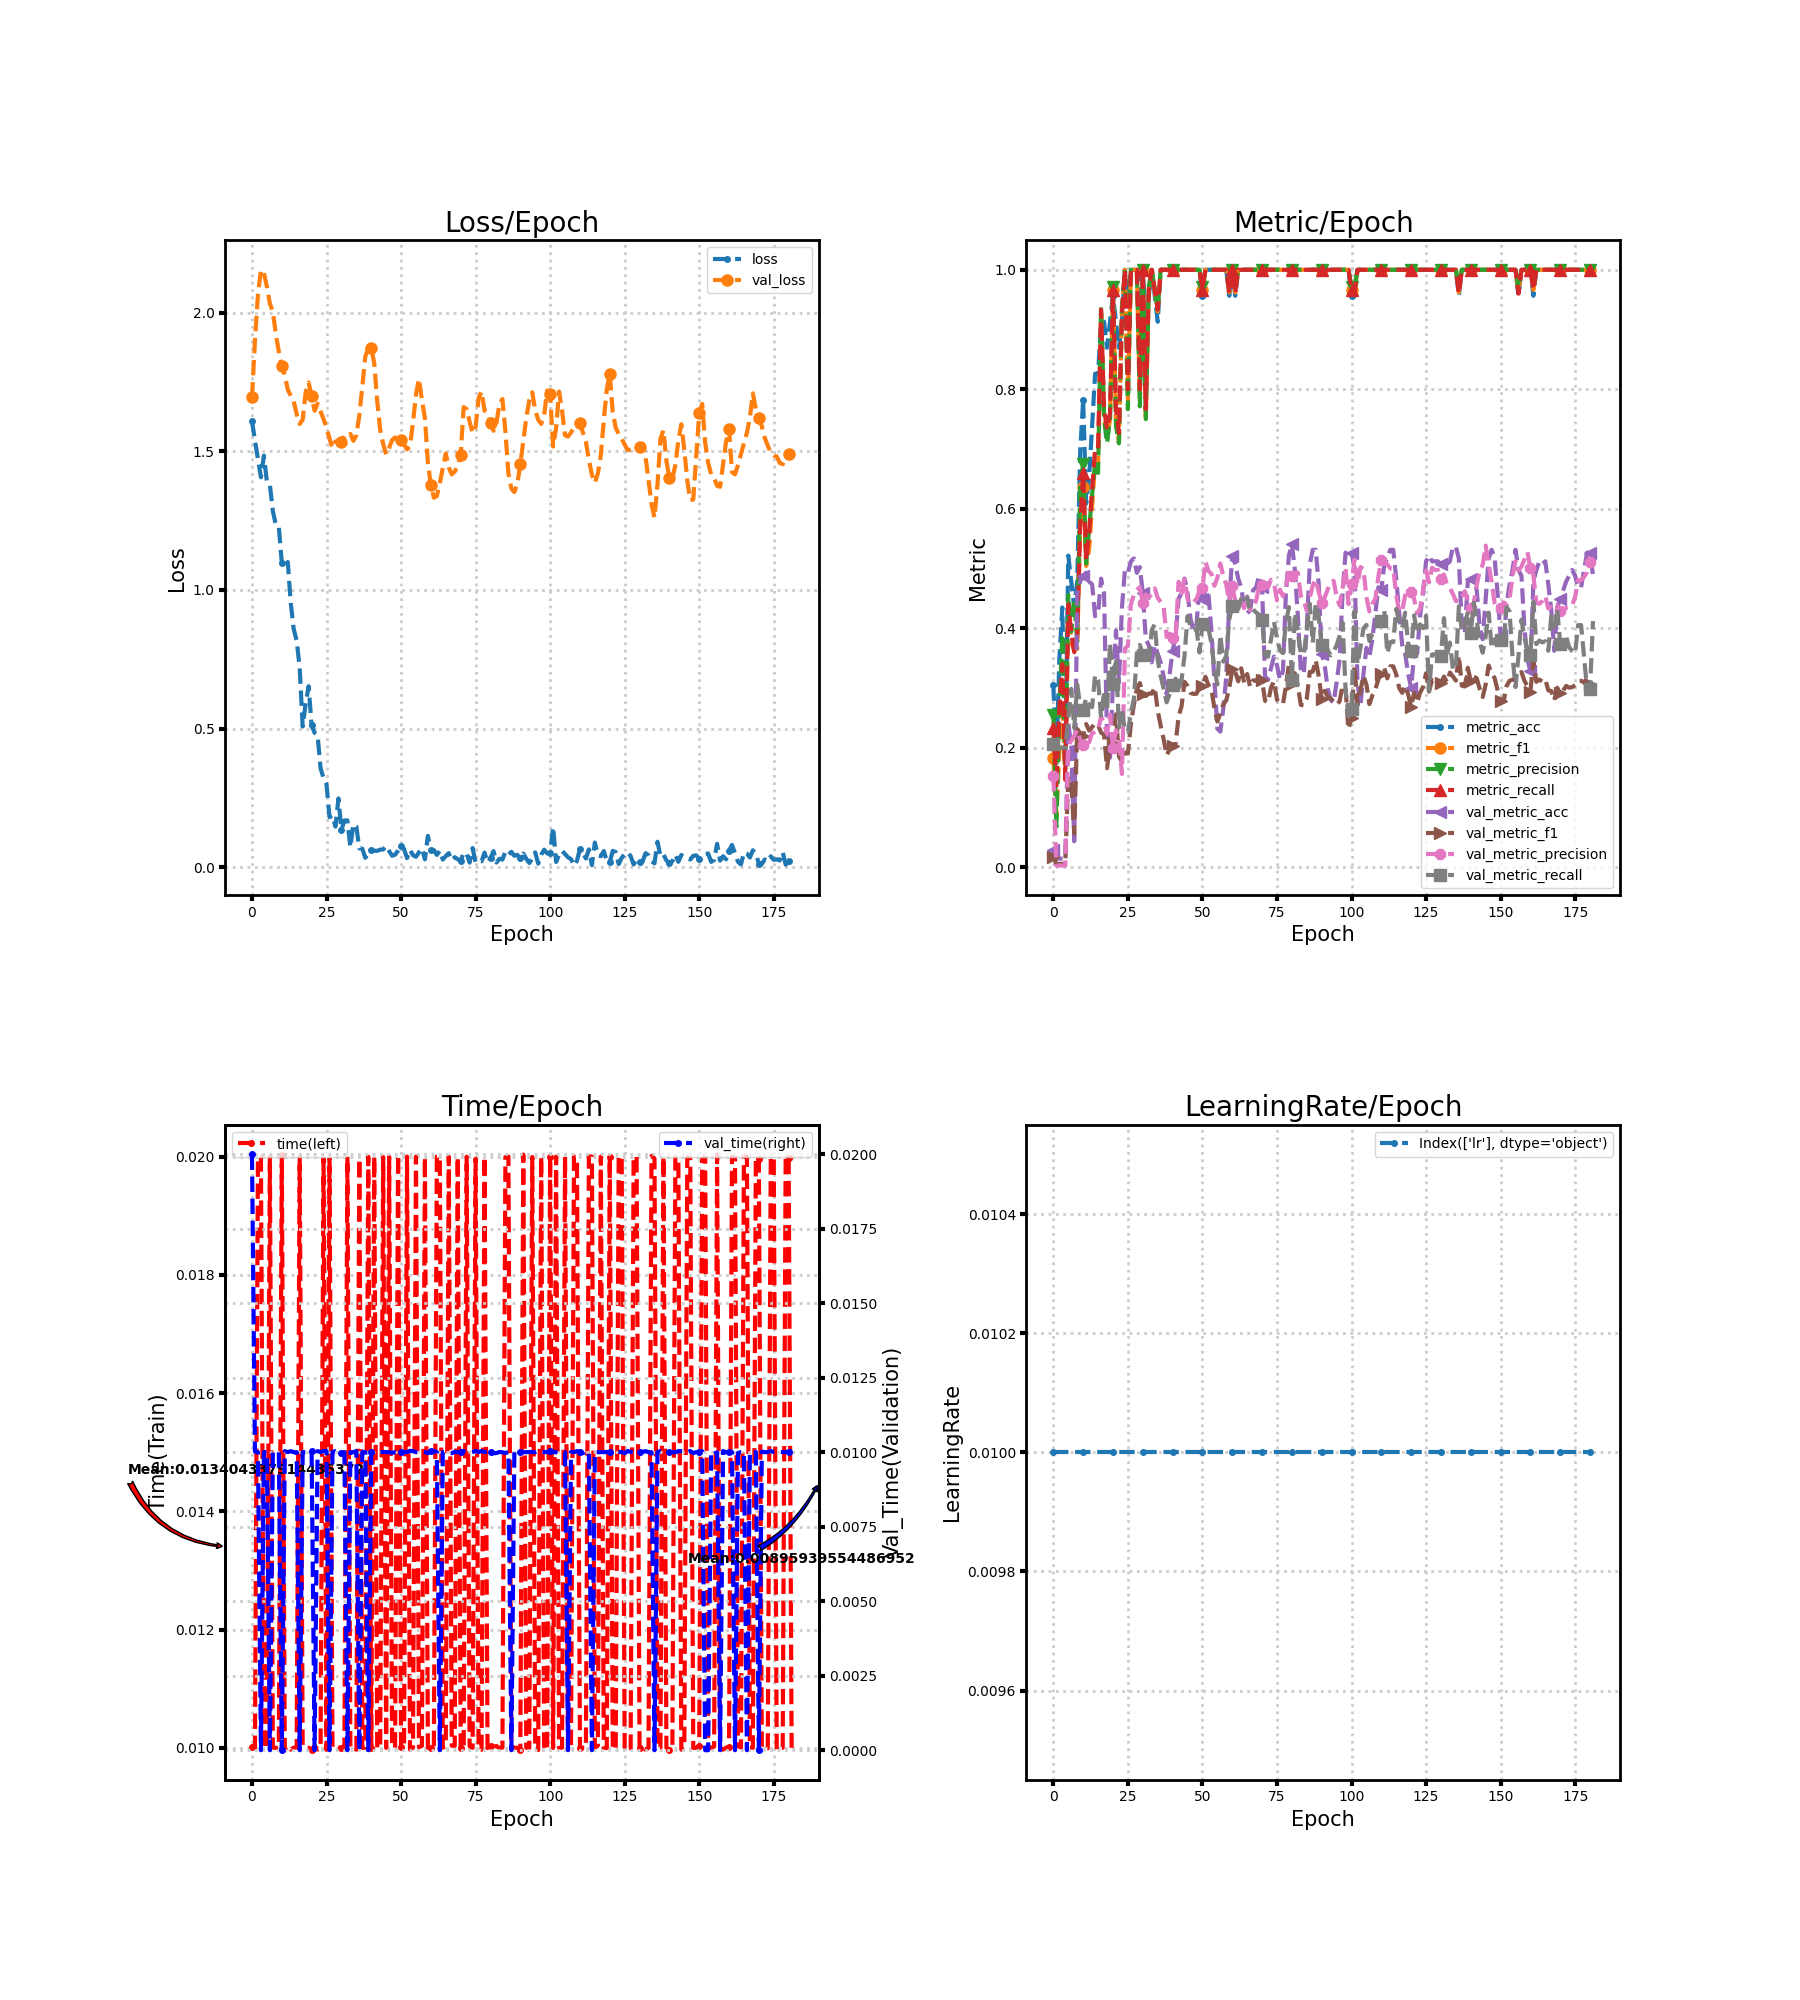 Loss/Epoch
loss
val_loss
2.0
1.5
1.0
0.5
0.0
Loss
0
25
50
75
100
125
150
175
Epoch
Metric/Epoch
1.0
0.8
0.6
0.4
0.2
0.0
Metric
metric_acc
metric_f1
metric_precision
metric_recall
val_metric_acc
val_metric_f1
val_metric_precision
val_metric_recall
0
25
50
75
100
125
150
175
Epoch
Time/Epoch
time(left)
val_time(right)
0.020
0.018
0.016
0.014
0.012
0.010
Time(Train)
0.0200
0.0175
0.0150
0.0125
0.0100
0.0075
0.0050
0.0025
0.0000
Val_Time(Validation)
Mean:0.00895939554486952
0
25
50
75
100
125
150
175
Epoch
LearningRate/Epoch
Index(['lr'], dtype='object')
0.0104
0.0102
0.0100
0.0098
0.0096
LearningRate
0
25
50
75
100
125
150
175
Epoch